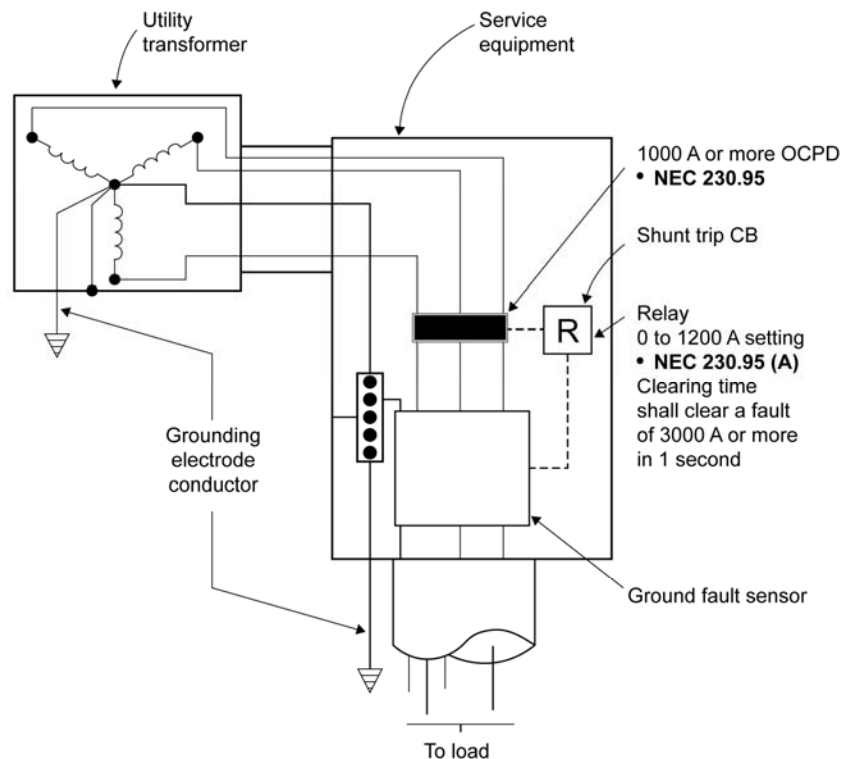 Utility
transformer
Service
equipment
1000 A or more OCPD
• NEC 230.95
Shunt trip CB
R
Relay
0 to 1200 A setting
• NEC 230.95 (A)
Clearing time
shall clear a fault
of 3000 A or more
in 1 second
Grounding
electrode
conductor
Ground fault sensor
To load